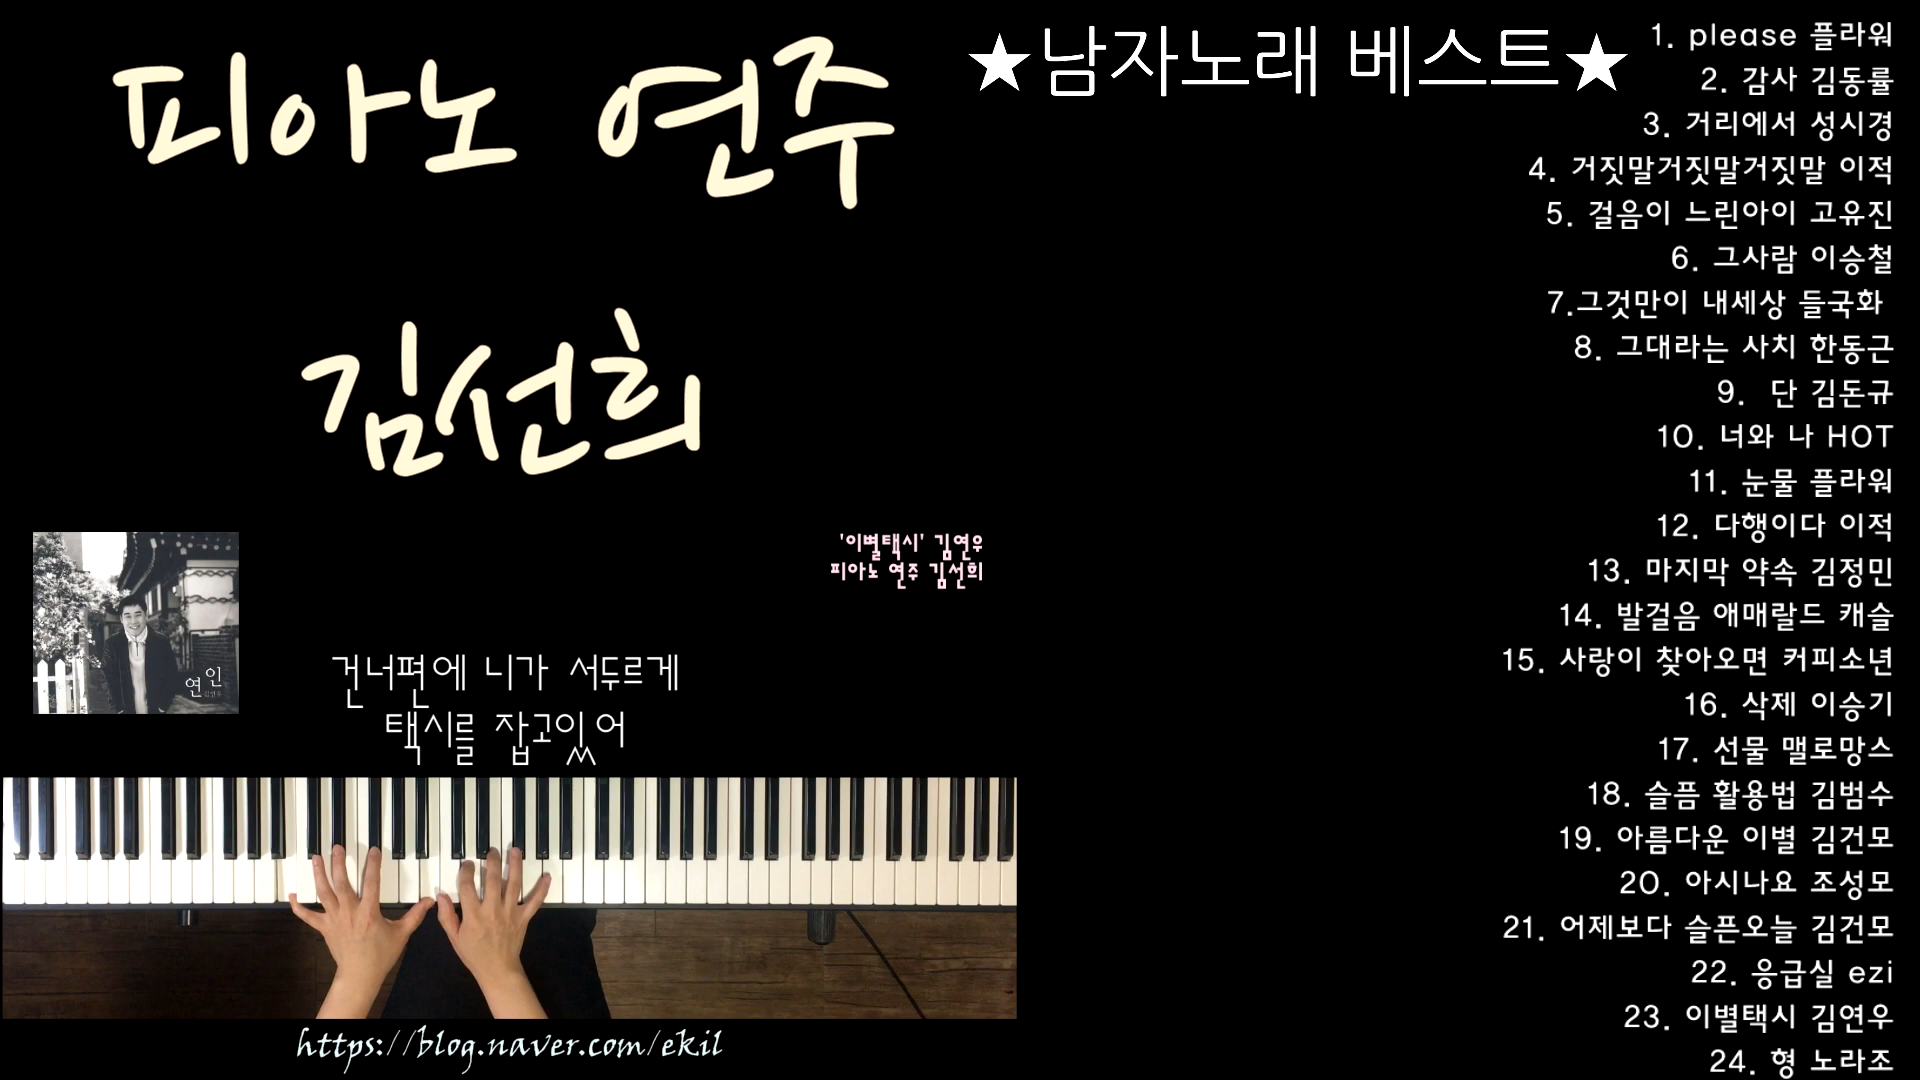 피아노 연주
김선희
★남자노래 베스트★
1. please 플라워
2. 감사 김동률
3. 거리에서 성시경
4. 거짓말거짓말거짓말 이적
5. 걸음이 느린아이 고유진
6. 그사람 이승철
7.그것만이 내세상 들국화
8. 그대라는 사치 한동근
9. 단 김돈규
10. 너와 나 HOT
11. 눈물 플라워
12. 다행이다 이적
13. 마지막 약속 김정민
14. 발걸음 애매랄드 캐슬
15. 사랑이 찾아오면 커피소년
16. 삭제 이승기
17. 선물 맬로망스
18. 슬픔 활용법 김범수
19. 아름다운 이별 김건모
20. 아시나요 조성모
21. 어제보다 슬픈오늘 김건모
22. 응급실 ezi
23. 이별택시 김연우
24. 형 노라조
'이별택시' 김연우
피아노 연주 김선희
연인
김연우
건너편에 니가 서두르게
택시를 잡고있어
https://blog.naver.com/ekil